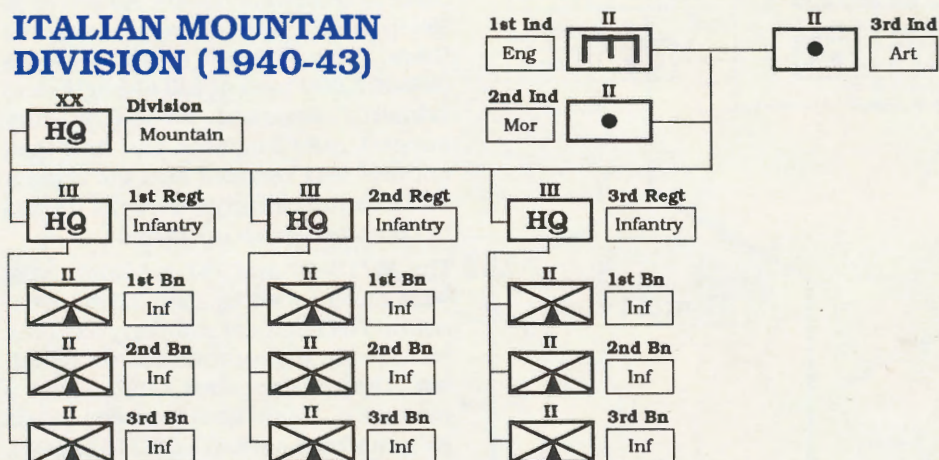 ITALIAN MOUNTAIN
DIVISION (1940-43)
1st Ind
II
Eng
II
3rd Ind
Art
2nd Ind
II
Mor
XX
Division
HQ
Mountain
III
1st Regt
HQ
Infantry
III
2nd Regt
HQ
Infantry
III
3rd Regt
HQ
Infantry
II
1st Bn
Inf
II
1st Bn
Inf
II
1st Bn
Inf
II
2nd Bn
Inf
II
2nd Bn
Inf
II
2nd Bn
Inf
II
3rd Bn
Inf
II
3rd Bn
Inf
II
3rd Bn
Inf